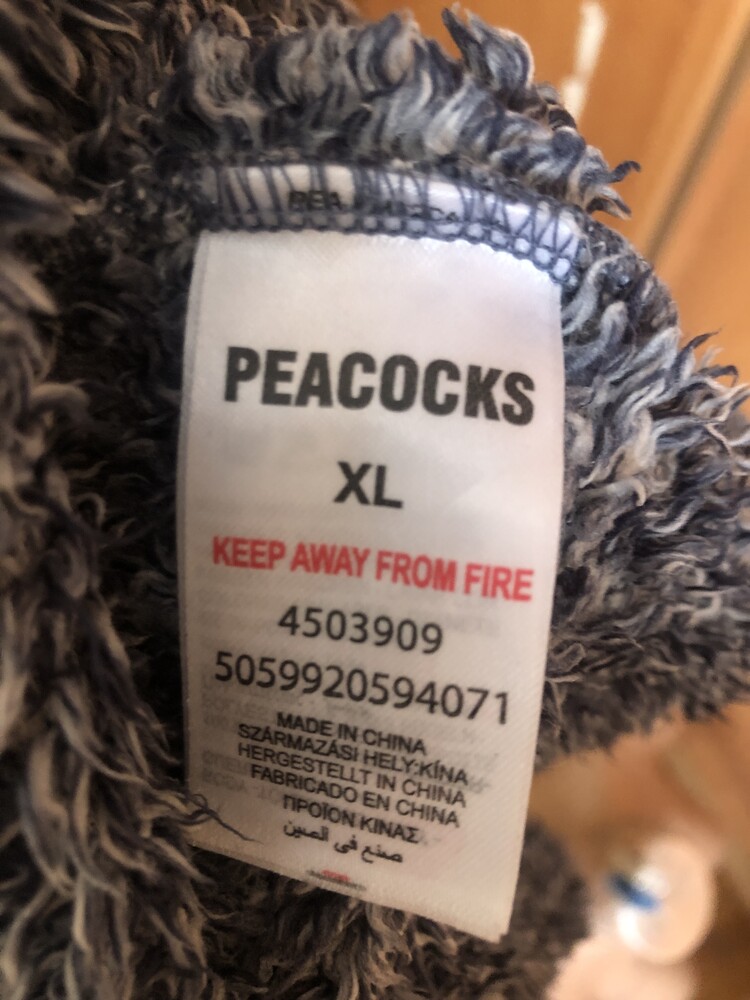 PEACOCKS
XL
KEEP AWAY FROM FIRE
4503909
5059920594071
MADE IN CHINA
SZÁRMAZÁSI HELY:KÍNA
HERGESTELLT IN CHINA
FABRICADO EN CHINA
ΠΡΟΪΟΝ ΚΙΝΑΣ
صنع في الصين